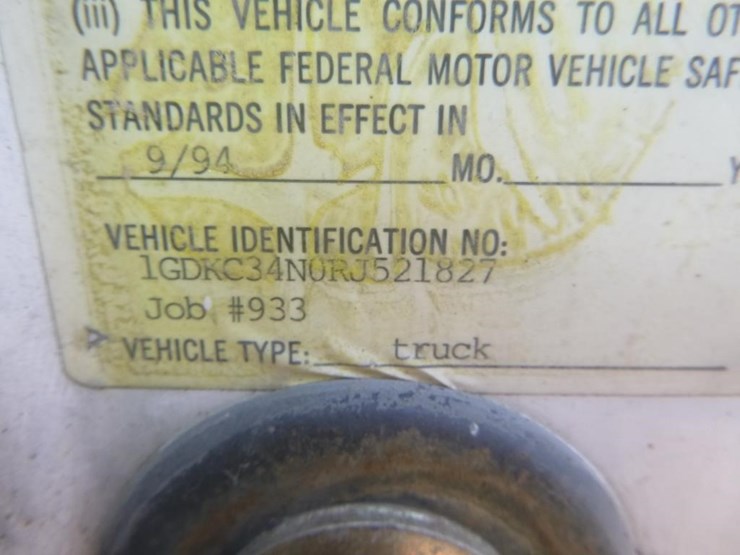 (iii) THIS VEHICLE CONFORMS TO ALL OT
APPLICABLE FEDERAL MOTOR VEHICLE SAF
STANDARDS IN EFFECT IN
9/94 MO. Y
VEHICLE IDENTIFICATION NO:
1GDKC34N0RJ521827
Job #933
VEHICLE TYPE: truck